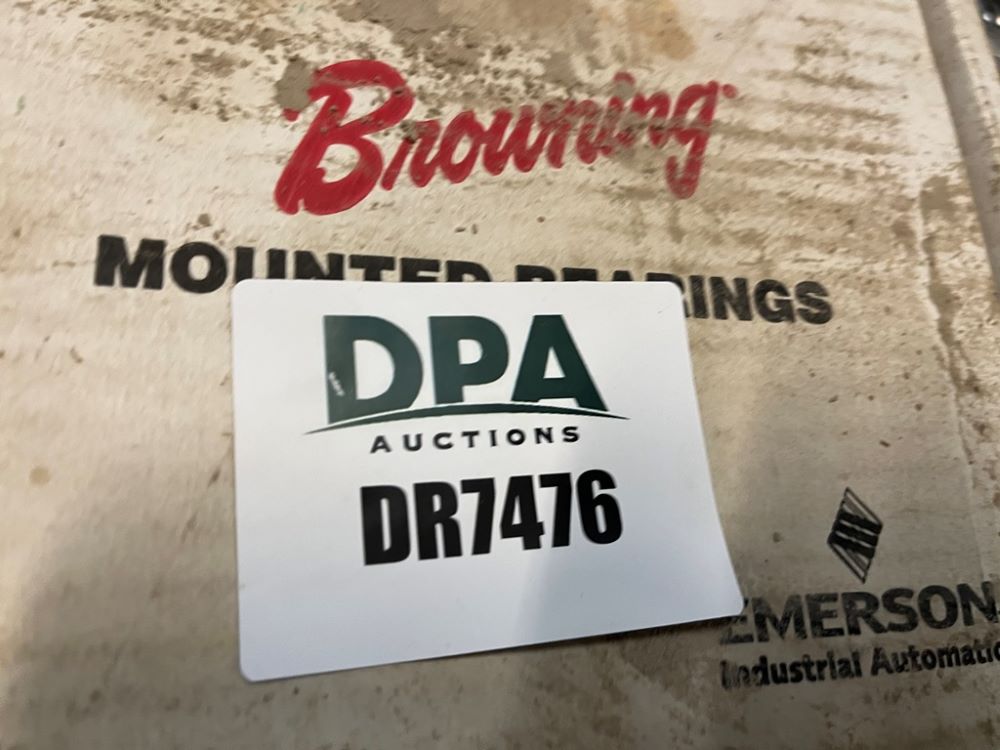 Browning
MOUNTED BEARINGS
DPA
AUCTIONS
DR7476
EMERSON
Industrial Automatic